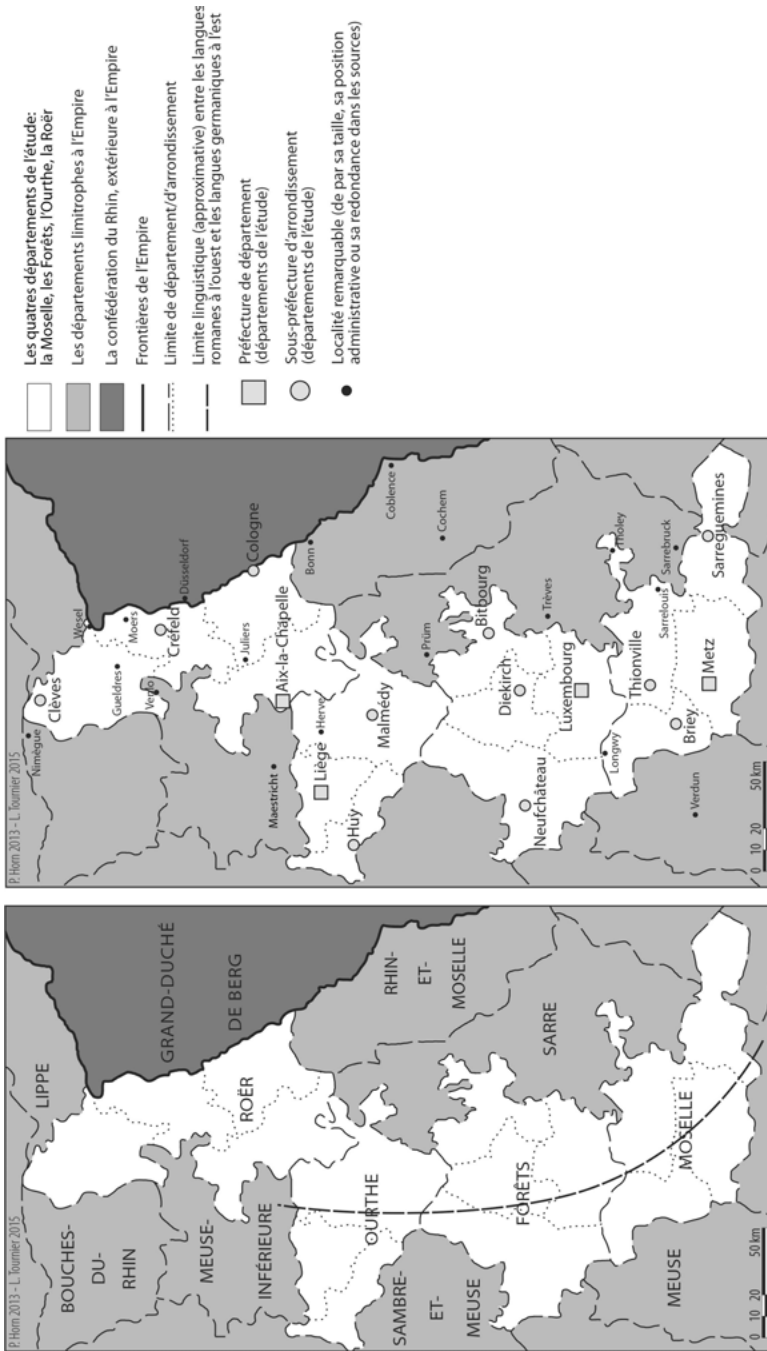 P. Horn 2013 – L. Tournier 2015
LIPPE
BOUCHES-
DU-
RHIN
GRAND-DUCHÉ
DE BERG
MEUSE-
INFÉRIEURE
ROËR
OURTHE
RHIN-
ET-
MOSELLE
SAMBRE-
ET-
MEUSE
FORÊTS
SARRE
MOSELLE
MEUSE
0 10 20 50 km
P. Horn 2013 – L. Tournier 2015
Nimègue
Clèves
Wesel
Gueldres
Moers
Venlo
Créfeld
Düsseldorf
Juliers
Cologne
Maestricht
Aix-la-Chapelle
Bonn
Liège
Herve
Huy
Malmédy
Coblence
Cochem
Prüm
Bitbourg
Diekirch
Neufchâteau
Trèves
Luxembourg
Longwy
Tholey
Thionville
Sarrelouis
Sarrebruck
Briey
Metz
Sarreguemines
Verdun
0 10 20 50 km
Les quatres départements de l'étude:
la Moselle, les Forêts, l'Ourthe, la Roër
Les départements limitrophes à l'Empire
La confédération du Rhin, extérieure à l'Empire
Frontières de l'Empire
Limite de département/d'arrondissement
Limite linguistique (approximative) entre les langues
romanes à l'ouest et les langues germaniques à l'est
Préfecture de département
(départements de l'étude)
Sous-préfecture d'arrondissement
(départements de l'étude)
Localité remarquable (de par sa taille, sa position
administrative ou sa redondance dans les sources)